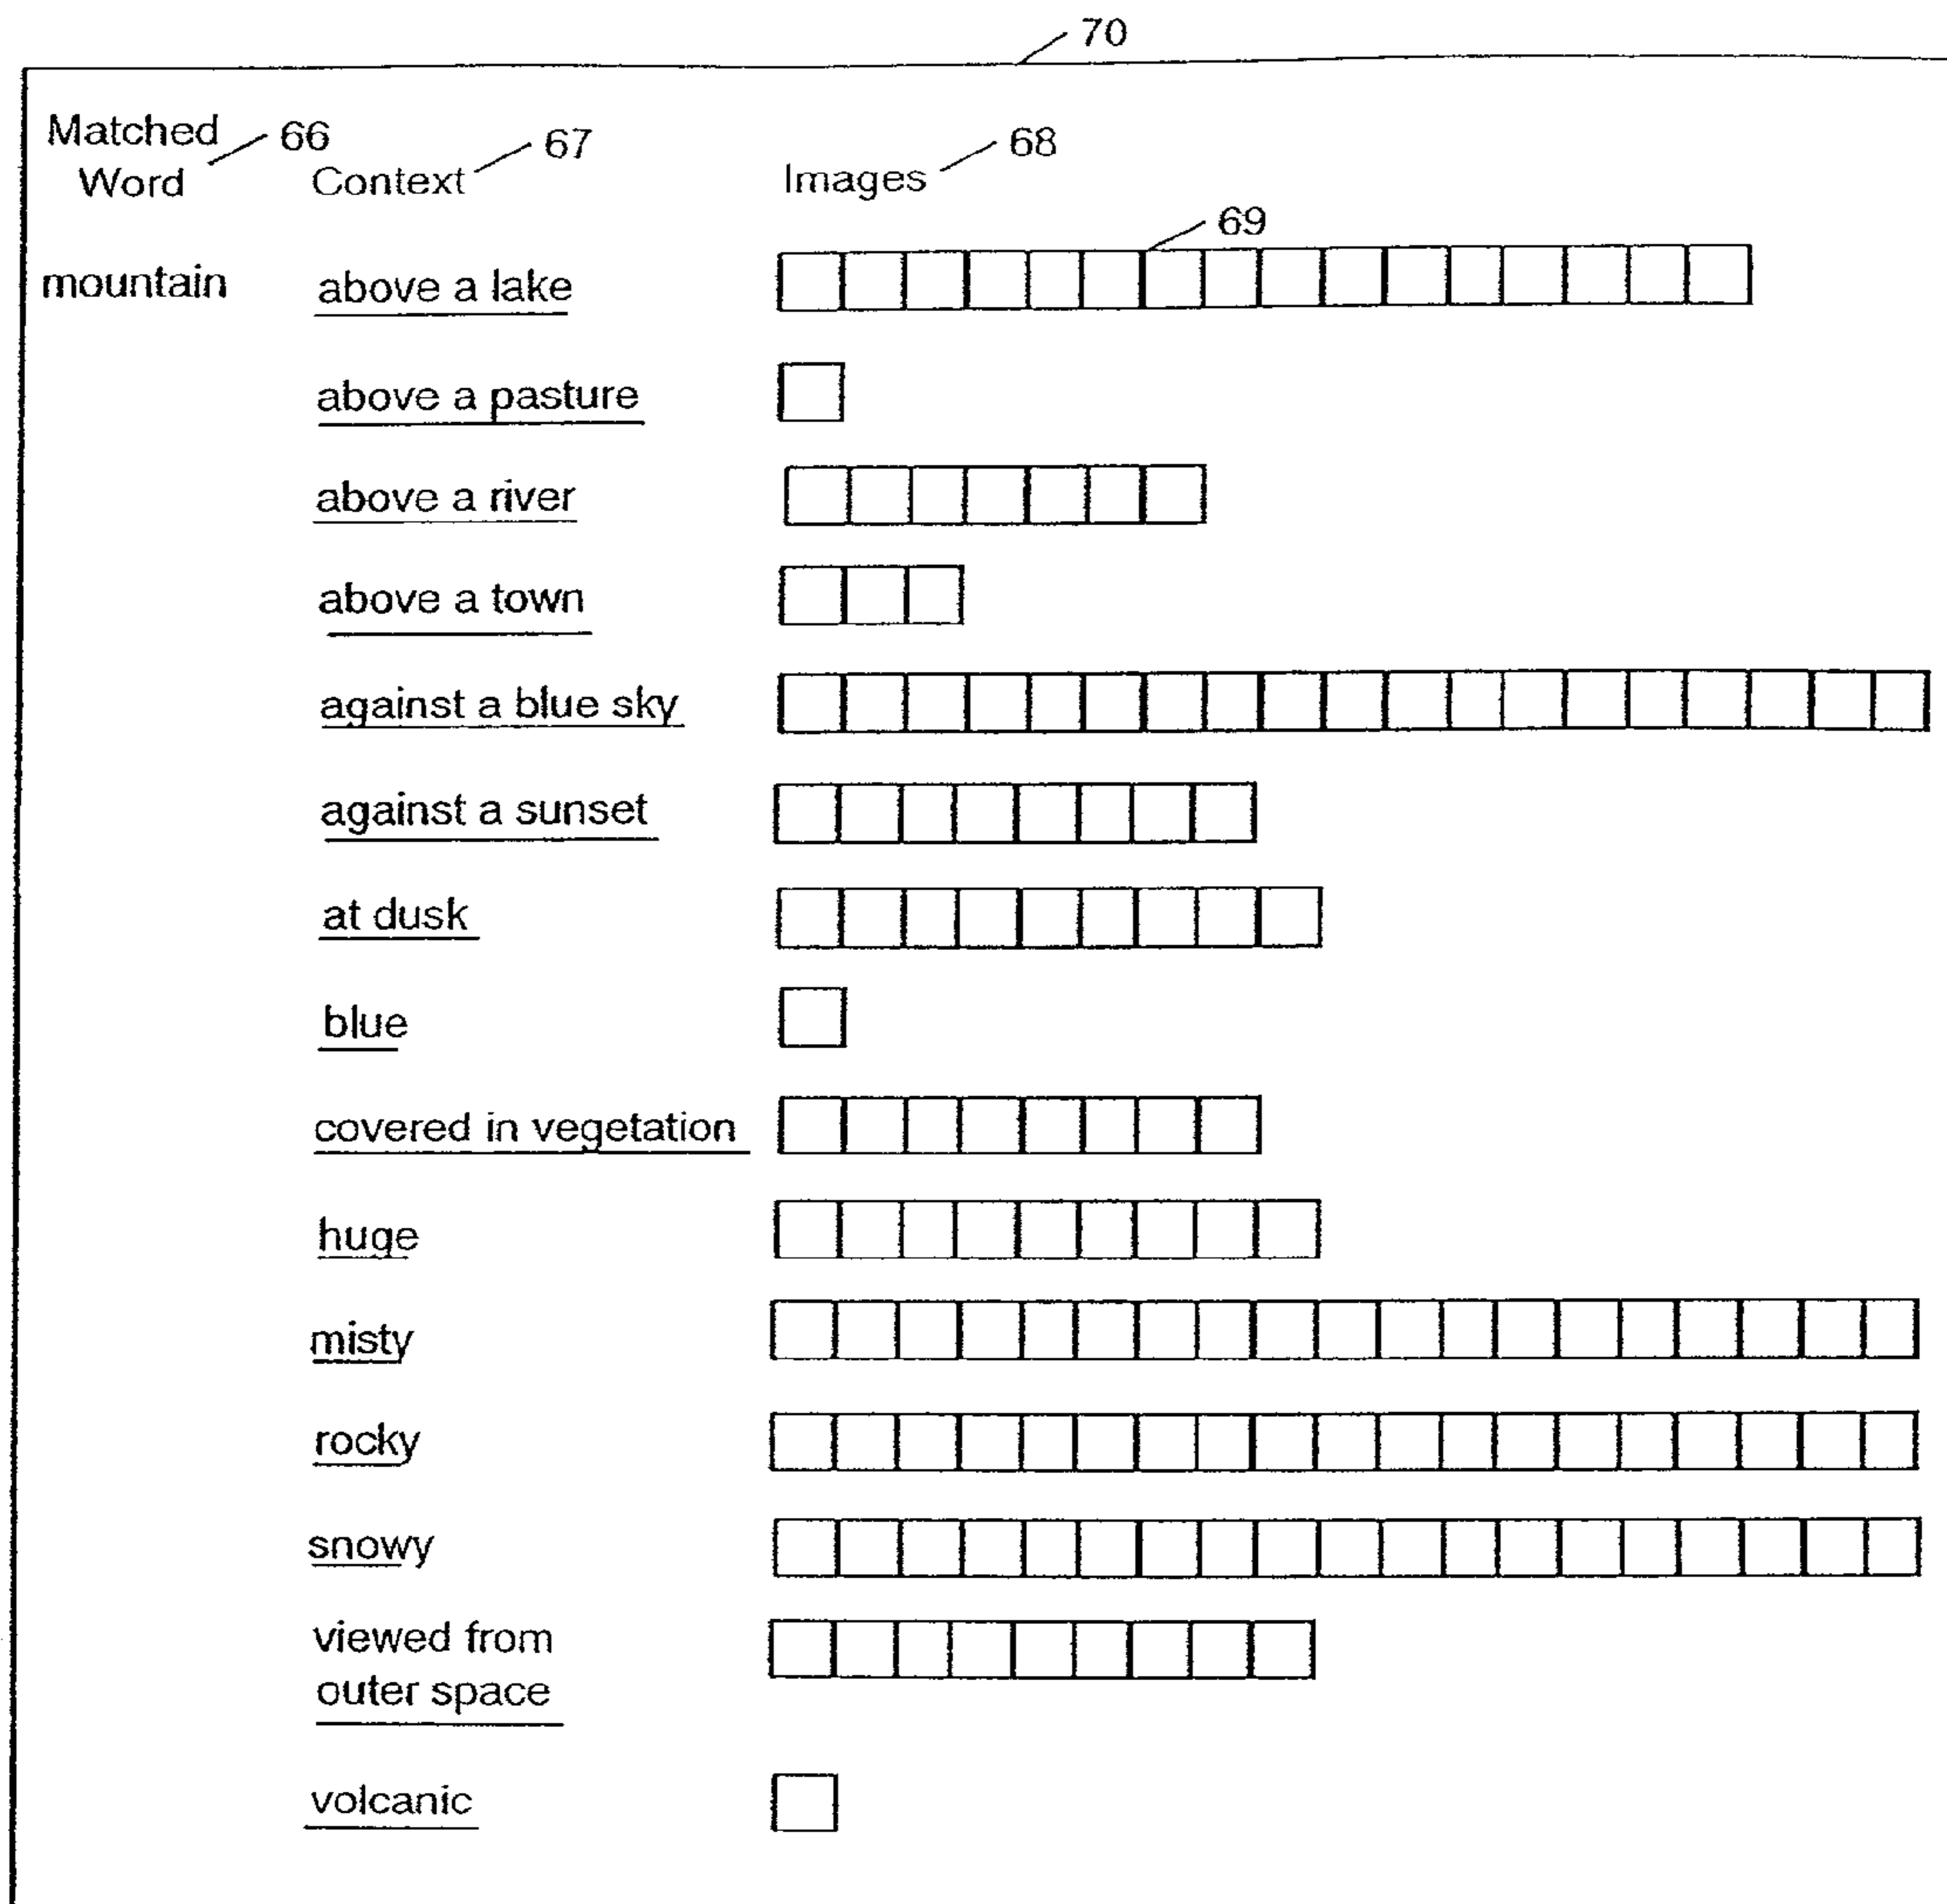 70
Matched
Word
66
Context
67
Images
68
69
mountain
above a lake
above a pasture
above a river
above a town
against a blue sky
against a sunset
at dusk
blue
covered in vegetation
huge
misty
rocky
snowy
viewed from
outer space
volcanic